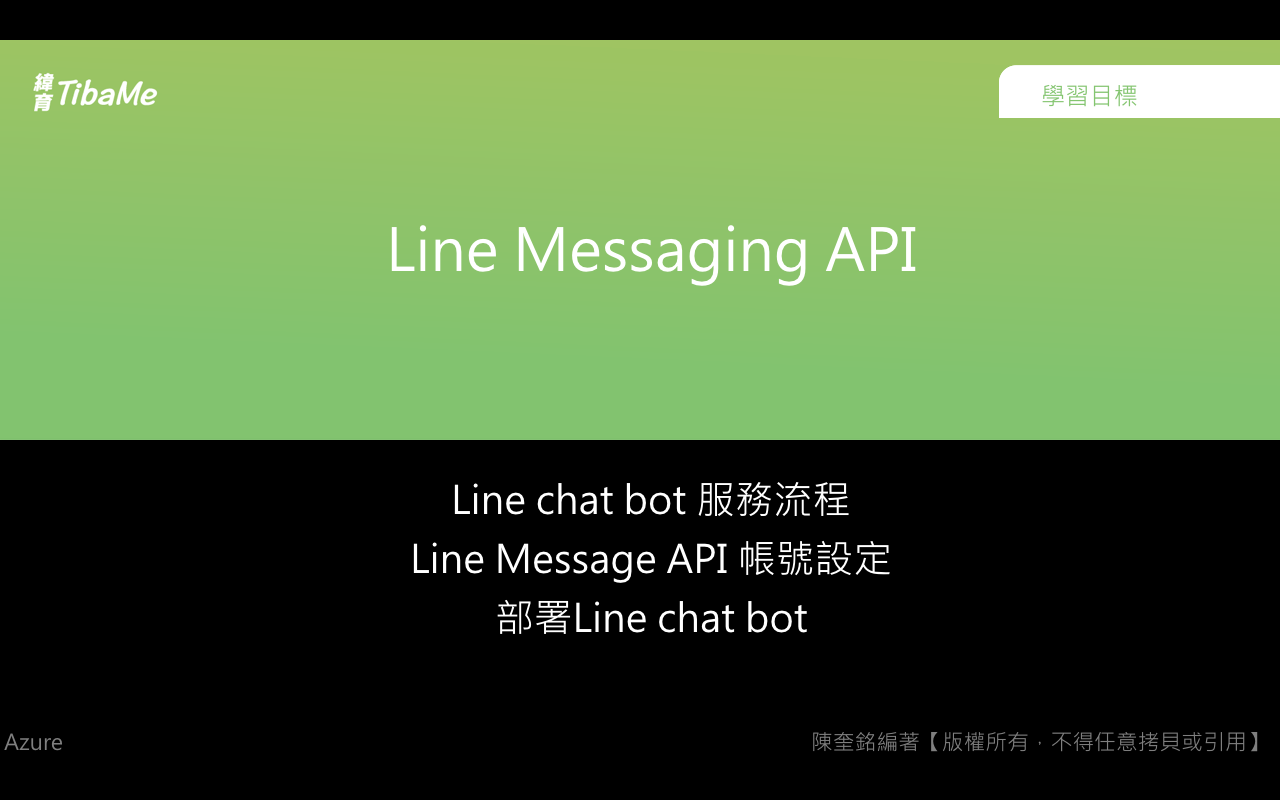 緯育 TibaMe
學習目標
Line Messaging API
Line chat bot 服務流程
Line Message API 帳號設定
部署Line chat bot
Azure
陳奎銘編著【版權所有，不得任意拷貝或引用】